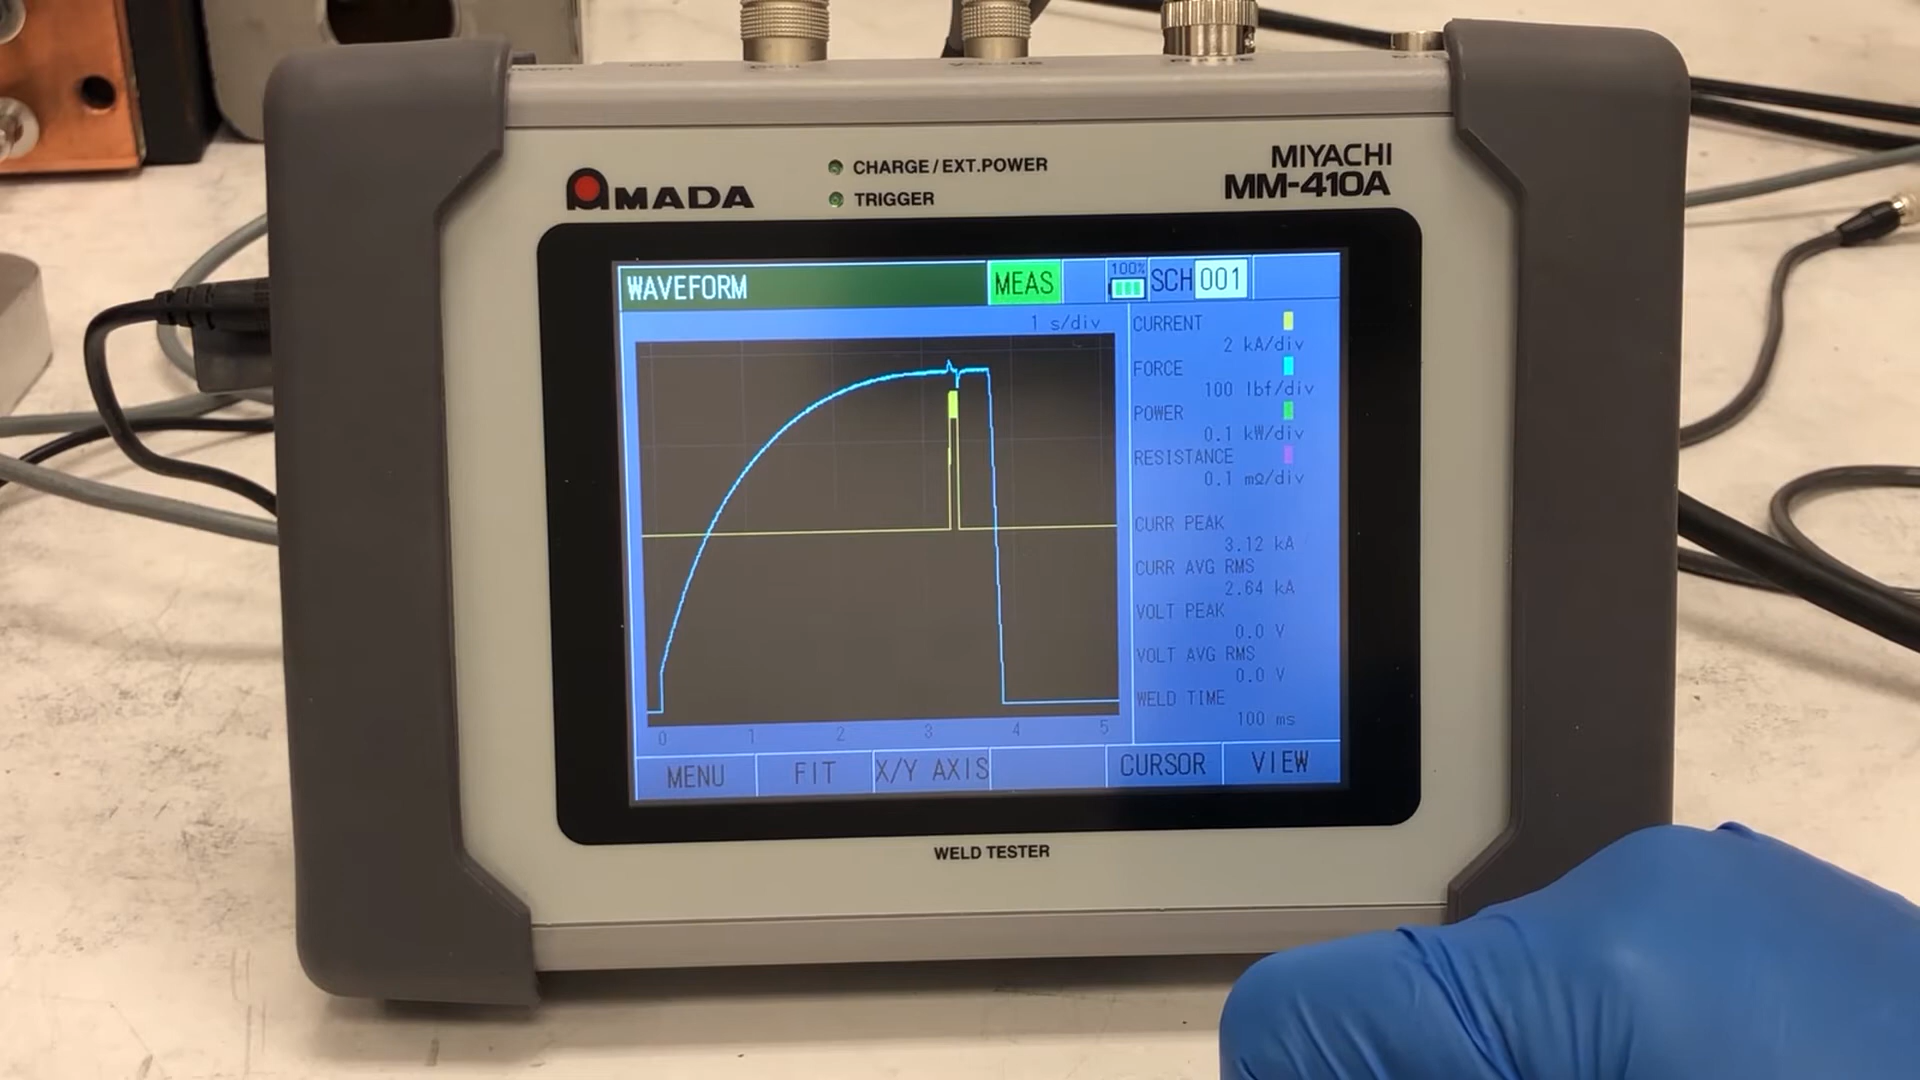 AMADA
CHARGE/EXT.POWER
TRIGGER
MIYACHI
MM-410A
WAVEFORM
MEAS
100%
SCH 001
1 s/div
CURRENT
2 kA/div
FORCE
100 lbf/div
POWER
0.1 kW/div
RESISTANCE
0.1 mΩ/div
CURR PEAK
3.12 kA
CURR AVG RMS
2.64 kA
VOLT PEAK
0.0 V
VOLT AVG RMS
0.0 V
WELD TIME
100 ms
0 1 2 3 4 5
MENU FIT X/Y AXIS CURSOR VIEW
WELD TESTER